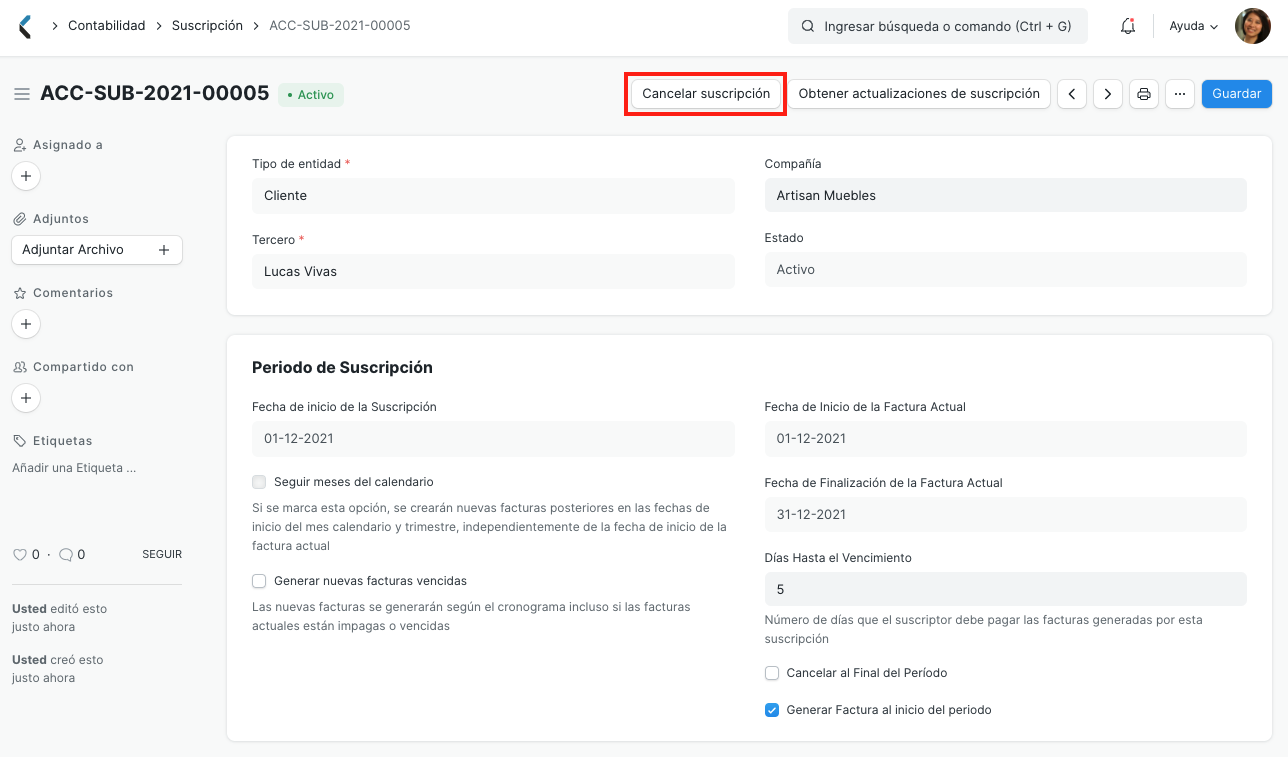 Contabilidad
Suscripción
ACC-SUB-2021-00005
Ingresar búsqueda o comando (Ctrl + G)
Ayuda
ACC-SUB-2021-00005
Activo
Cancelar suscripción
Obtener actualizaciones de suscripción
Guardar
Asignado a
Adjuntos
Adjuntar Archivo
Comentarios
Compartido con
Etiquetas
Añadir una Etiqueta ...
0 · 0
SEGUIR
Usted editó esto
justo ahora
Usted creó esto
justo ahora
Tipo de entidad *
Cliente
Tercero *
Lucas Vivas
Compañía
Artisan Muebles
Estado
Activo
Periodo de Suscripción
Fecha de inicio de la Suscripción
01-12-2021
Seguir meses del calendario
Si se marca esta opción, se crearán nuevas facturas posteriores en las fechas de
inicio del mes calendario y trimestre, independientemente de la fecha de inicio de la
factura actual
Generar nuevas facturas vencidas
Las nuevas facturas se generarán según el cronograma incluso si las facturas
actuales están impagas o vencidas
Fecha de Inicio de la Factura Actual
01-12-2021
Fecha de Finalización de la Factura Actual
31-12-2021
Días Hasta el Vencimiento
5
Número de días que el suscriptor debe pagar las facturas generadas por esta
suscripción
Cancelar al Final del Período
Generar Factura al inicio del periodo